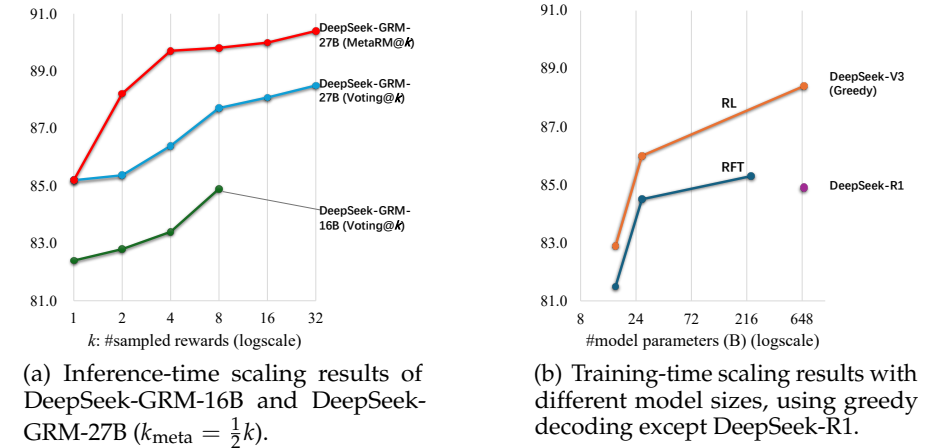 91.0
89.0
87.0
85.0
83.0
81.0
1 2 4 8 16 32
k: #sampled rewards (logscale)
DeepSeek-GRM-
27B (MetaRM@k)
DeepSeek-GRM-
27B (Voting@k)
DeepSeek-GRM-
16B (Voting@k)
(a) Inference-time scaling results of
DeepSeek-GRM-16B and DeepSeek-
GRM-27B (k_meta = ½k).
91.0
89.0
87.0
85.0
83.0
81.0
8 24 72 216 648
#model parameters (B) (logscale)
RL
RFT
DeepSeek-V3
(Greedy)
DeepSeek-R1
(b) Training-time scaling results with
different model sizes, using greedy
decoding except DeepSeek-R1.